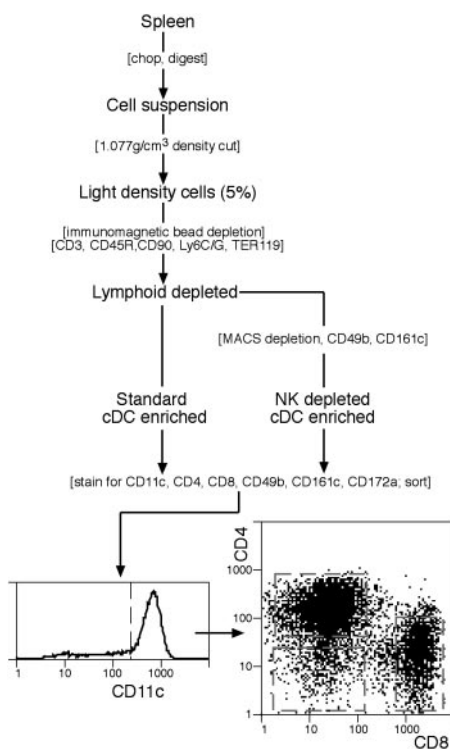 Spleen
[chop, digest]
Cell suspension
[1.077g/cm³ density cut]
Light density cells (5%)
[immunomagnetic bead depletion]
[CD3, CD45R,CD90, Ly6C/G, TER119]
Lymphoid depleted
[MACS depletion, CD49b, CD161c]
Standard
cDC enriched
NK depleted
cDC enriched
[stain for CD11c, CD4, CD8, CD49b, CD161c, CD172a; sort]
1 10 100 1000
CD11c
CD4
1000
100
10
1
1 10 100 1000
CD8